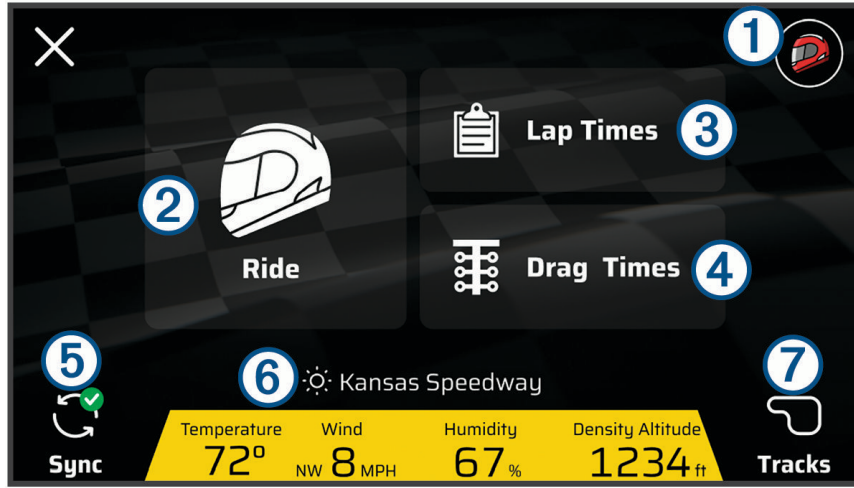 1
2
Ride
Lap Times 3
Drag Times 4
5
Sync
6 Kansas Speedway
Temperature Wind Humidity Density Altitude
72° NW 8 MPH 67 % 1234 ft
7
Tracks